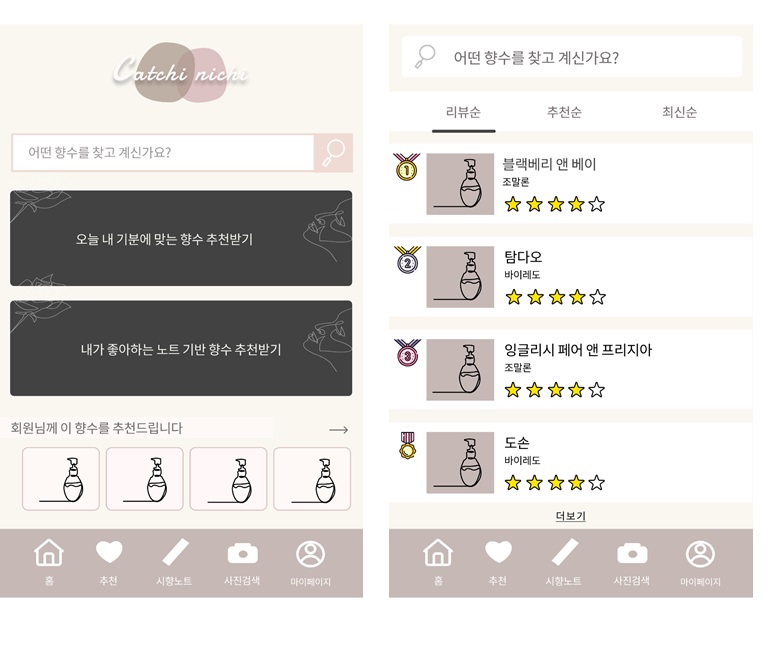 Catchi nichi
어떤 향수를 찾고 계신가요?
오늘 내 기분에 맞는 향수 추천받기
내가 좋아하는 노트 기반 향수 추천받기
회원님께 이 향수를 추천드립니다
홈 추천 시향노트 사진검색 마이페이지
어떤 향수를 찾고 계신가요?
리뷰순 추천순 최신순
1
블랙베리 앤 베이
조말론
2
탐다오
바이레도
3
잉글리시 페어 앤 프리지아
조말론
도손
바이레도
더보기
홈 추천 시향노트 사진검색 마이페이지